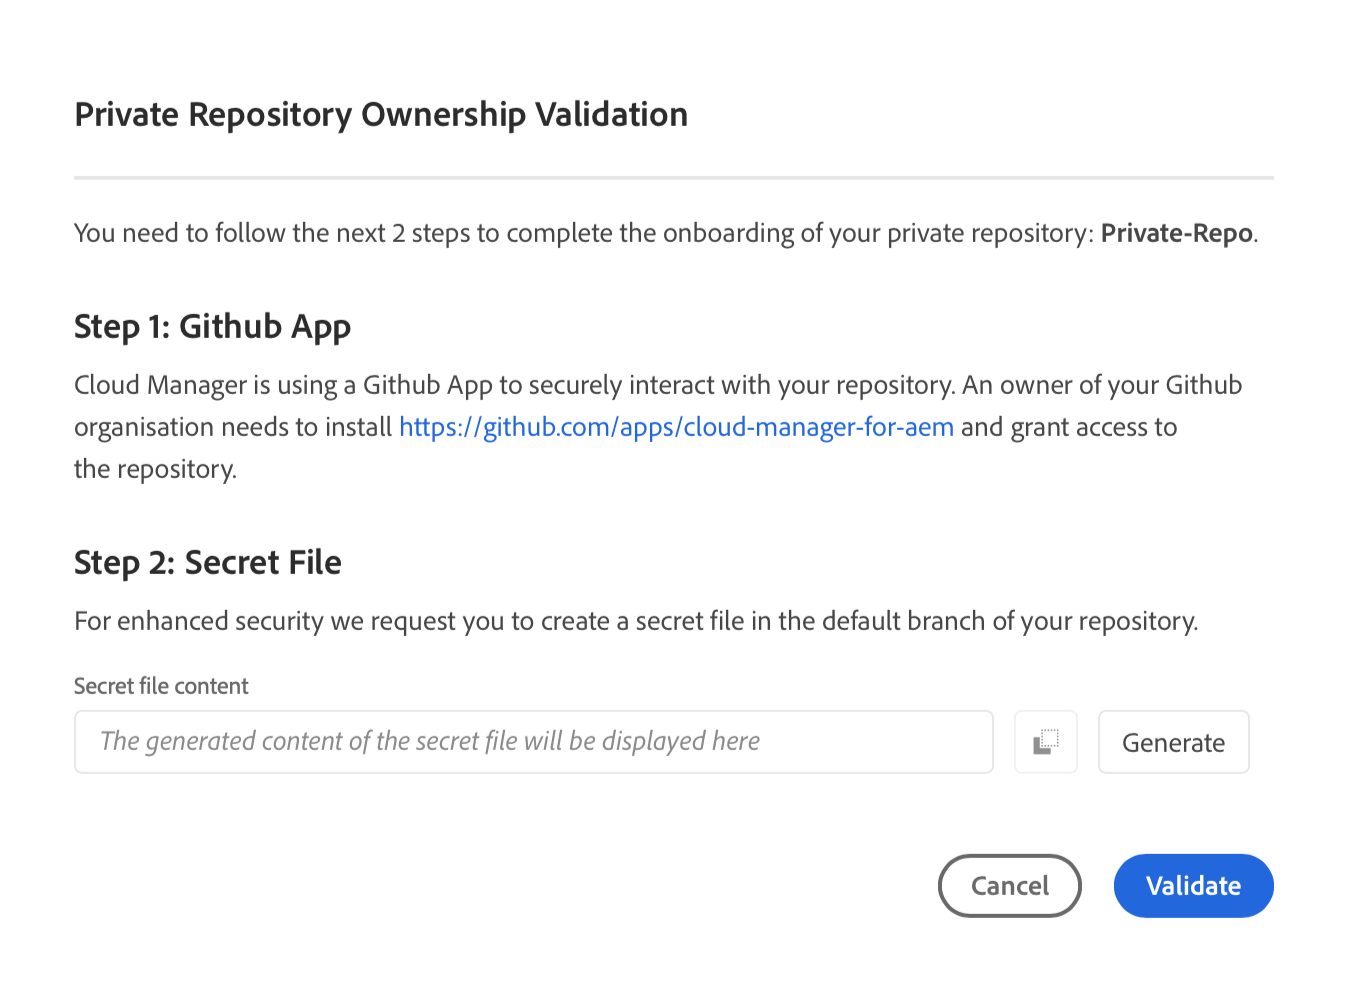 Private Repository Ownership Validation
You need to follow the next 2 steps to complete the onboarding of your private repository: Private-Repo.
Step 1: Github App
Cloud Manager is using a Github App to securely interact with your repository. An owner of your Github
organisation needs to install https://github.com/apps/cloud-manager-for-aem and grant access to
the repository.
Step 2: Secret File
For enhanced security we request you to create a secret file in the default branch of your repository.
Secret file content
The generated content of the secret file will be displayed here
Generate
Cancel
Validate